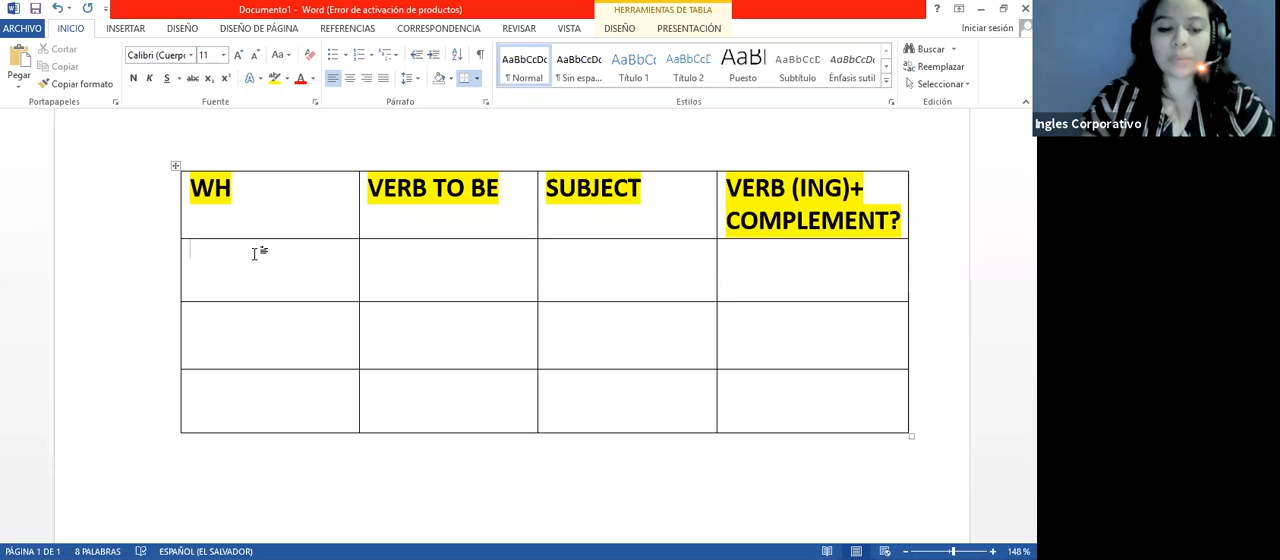 Documento1 - Word (Error de activación de productos)
HERRAMIENTAS DE TABLA
?
Iniciar sesión
ARCHIVO INICIO INSERTAR DISEÑO DISEÑO DE PÁGINA REFERENCIAS CORRESPONDENCIA REVISAR VISTA DISEÑO PRESENTACIÓN
Pegar
Cortar
Copiar
Copiar formato
Portapapeles
Calibri (Cuerpo 11
N K S abc x₂ x²
Fuente
Párrafo
AaBbCcDc AaBbCcDc AaBbCc AaBbCcD AaBl AaBbCcD AaBbCcDc
¶ Normal ¶ Sin espa... Título 1 Título 2 Puesto Subtítulo Énfasis sutil
Estilos
Buscar
Reemplazar
Seleccionar
Edición
Ingles Corporativo
WH VERB TO BE SUBJECT VERB (ING)+
COMPLEMENT?
PÁGINA 1 DE 1 8 PALABRAS ESPAÑOL (EL SALVADOR) 148 %